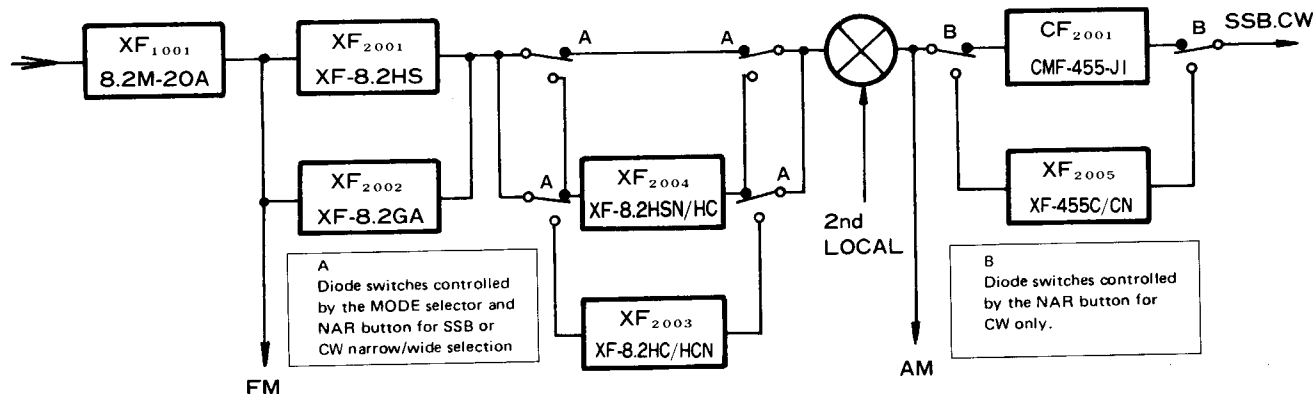 XF1001
8.2M-20A
XF2001
XF-8.2HS
XF2002
XF-8.2GA
FM
A
A
A
A
XF2004
XF-8.2HSN/HC
XF2003
XF-8.2HC/HCN
A
Diode switches controlled
by the MODE selector and
NAR button for SSB or
CW narrow/wide selection
2nd
LOCAL
AM
B
CF2001
CMF-455-J1
B
SSB.CW
XF2005
XF-455C/CN
B
Diode switches controlled
by the NAR button for
CW only.